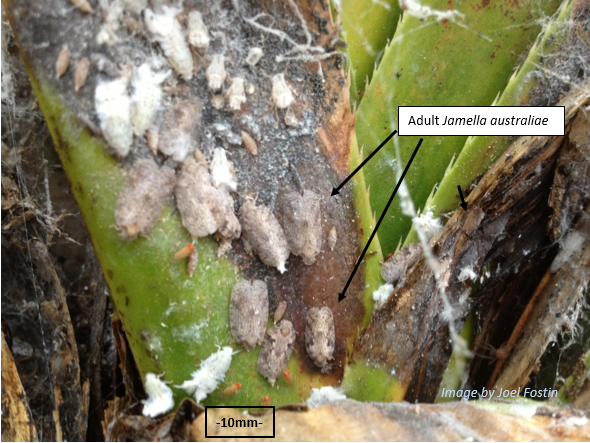 Adult Jamella australiae
Image by Joel Fostin
-10mm-